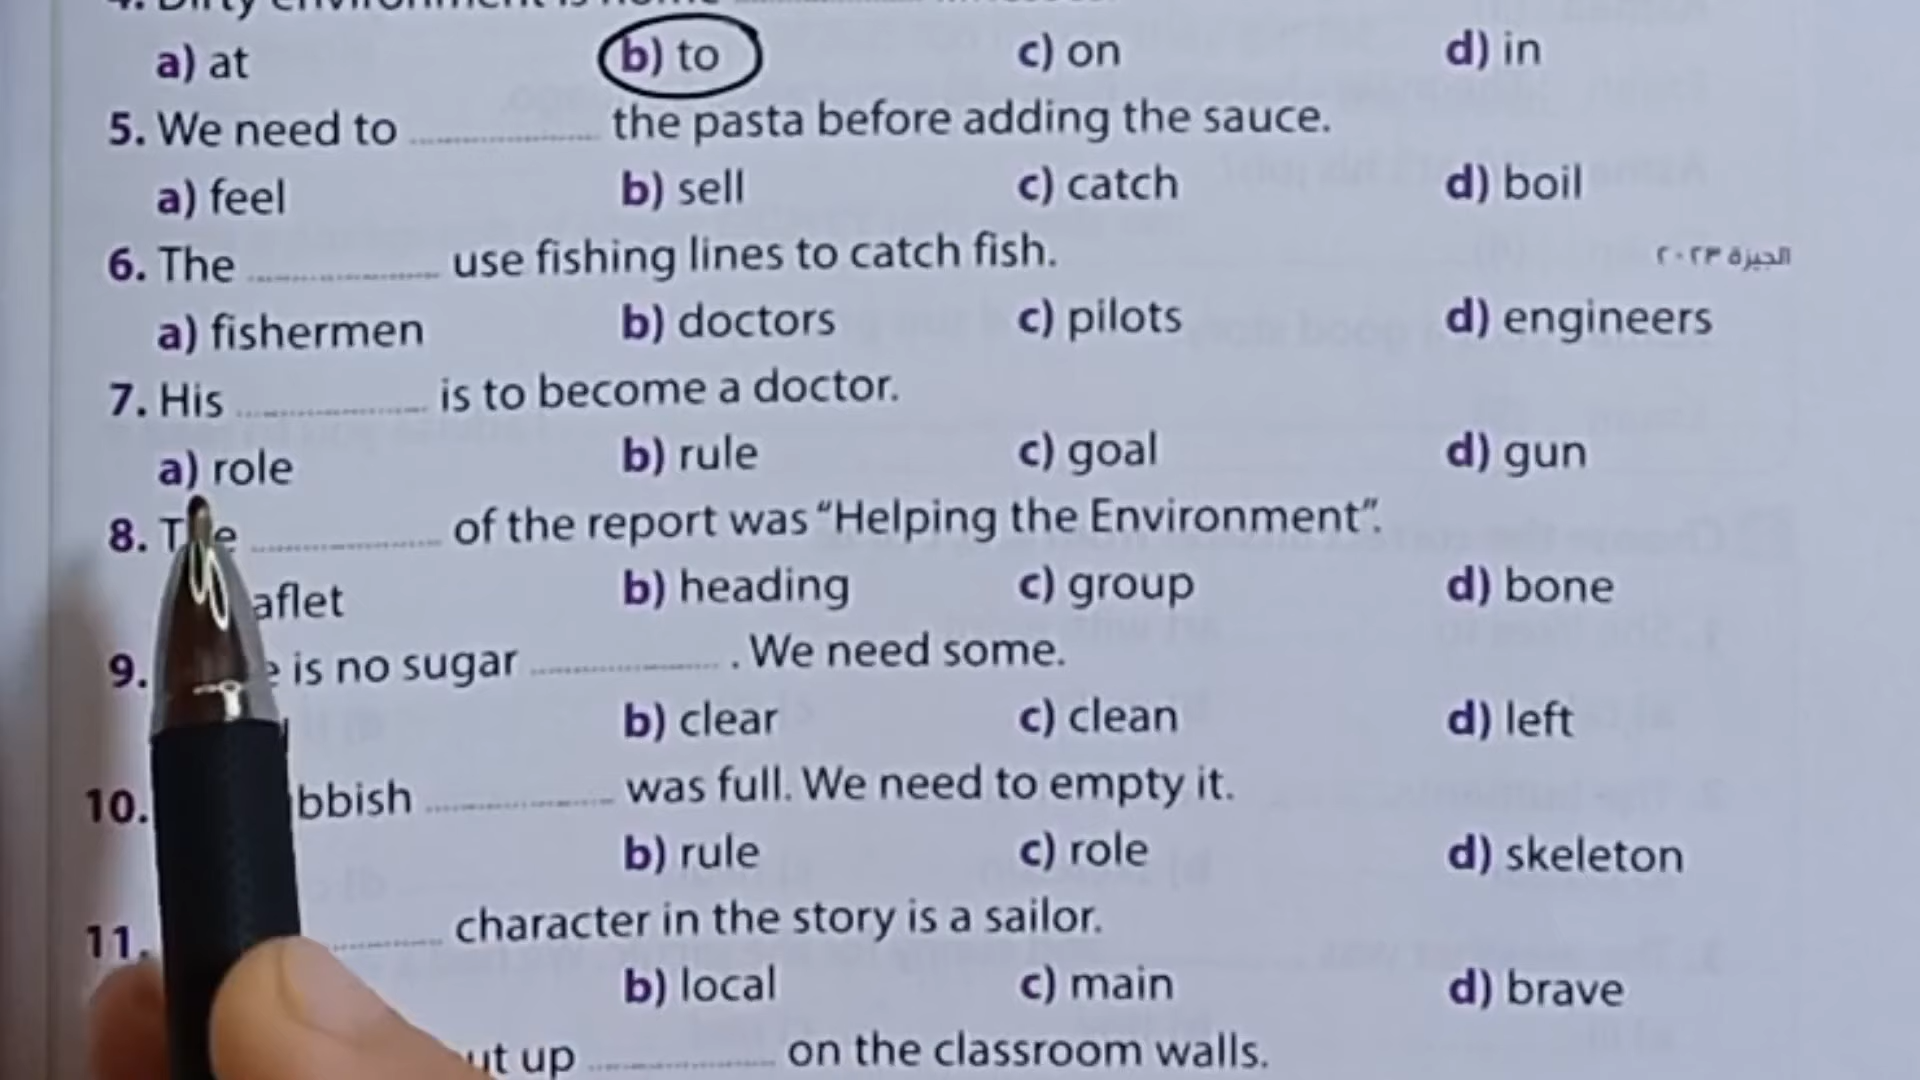 a) at b) to c) on d) in
5. We need to ............ the pasta before adding the sauce.
a) feel b) sell c) catch d) boil
6. The ............ use fishing lines to catch fish. الجيزة ٢٠٢٣
a) fishermen b) doctors c) pilots d) engineers
7. His ............ is to become a doctor.
a) role b) rule c) goal d) gun
8. The ............ of the report was “Helping the Environment”.
aflet b) heading c) group d) bone
9. is no sugar ............ . We need some.
b) clear c) clean d) left
10. bbish ............ was full. We need to empty it.
b) rule c) role d) skeleton
11. ............ character in the story is a sailor.
b) local c) main d) brave
up ............ on the classroom walls.